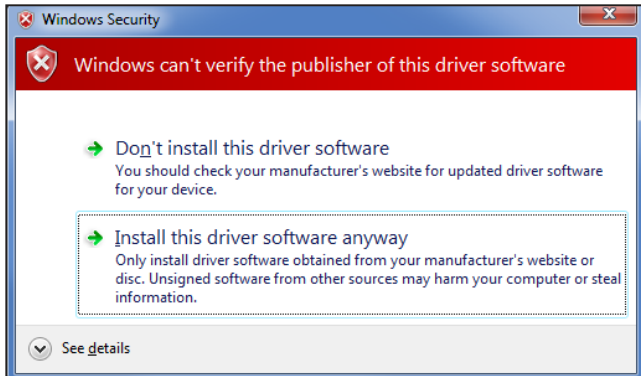 Windows Security
Windows can't verify the publisher of this driver software
Don't install this driver software
You should check your manufacturer's website for updated driver software
for your device.
Install this driver software anyway
Only install driver software obtained from your manufacturer's website or
disc. Unsigned software from other sources may harm your computer or steal
information.
See details